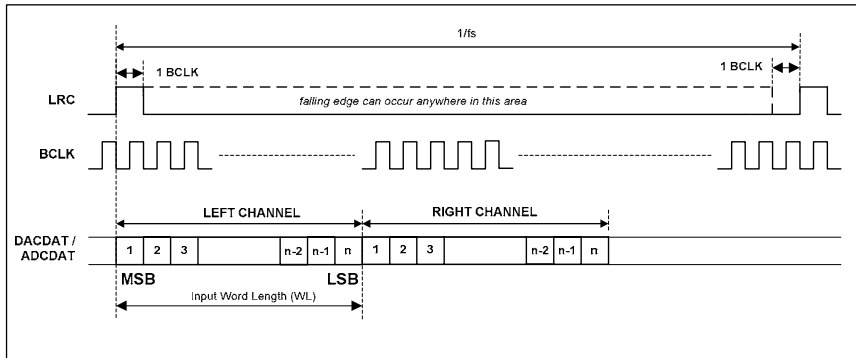 1/fs
1 BCLK
1 BCLK
LRC
falling edge can occur anywhere in this area
BCLK
LEFT CHANNEL
RIGHT CHANNEL
DACDAT /
ADCDAT
1 2 3 n-2 n-1 n 1 2 3 n-2 n-1 n
MSB
LSB
Input Word Length (WL)